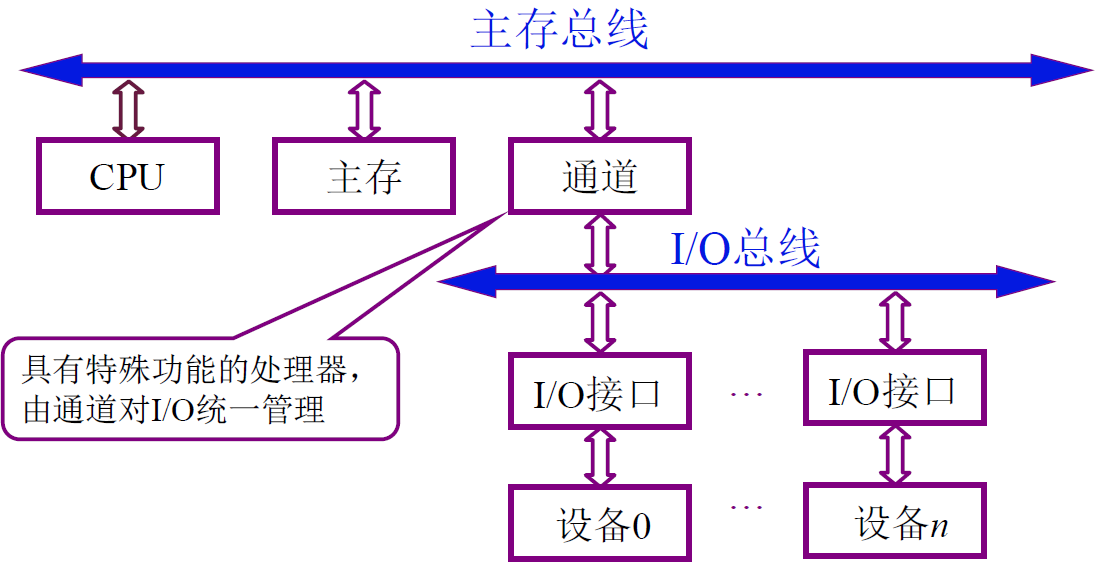 主存总线
CPU
主存
通道
I/O总线
具有特殊功能的处理器，
由通道对I/O统一管理
I/O接口
…
I/O接口
设备0
…
设备n